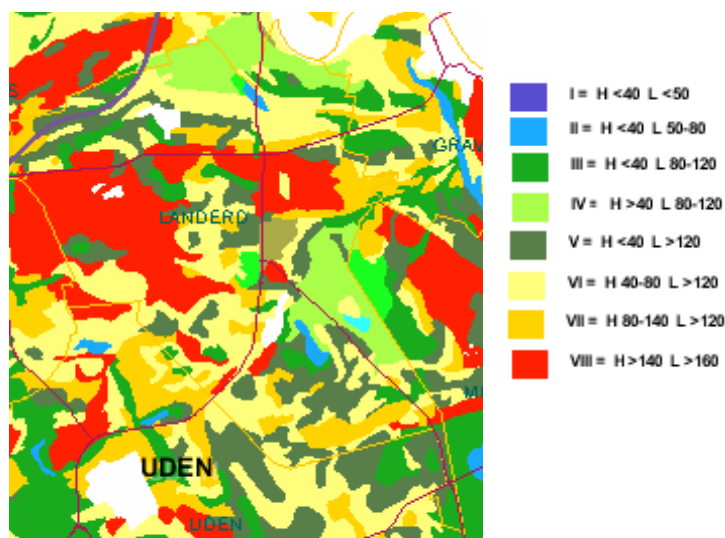 I = H <40 L <50
II = H <40 L 50-80
III = H <40 L 80-120
GRAV
IV = H >40 L 80-120
LANDERD
V = H <40 L >120
VI = H 40-80 L >120
VII = H 80-140 L >120
VIII = H >140 L >160
UDEN
UDEN